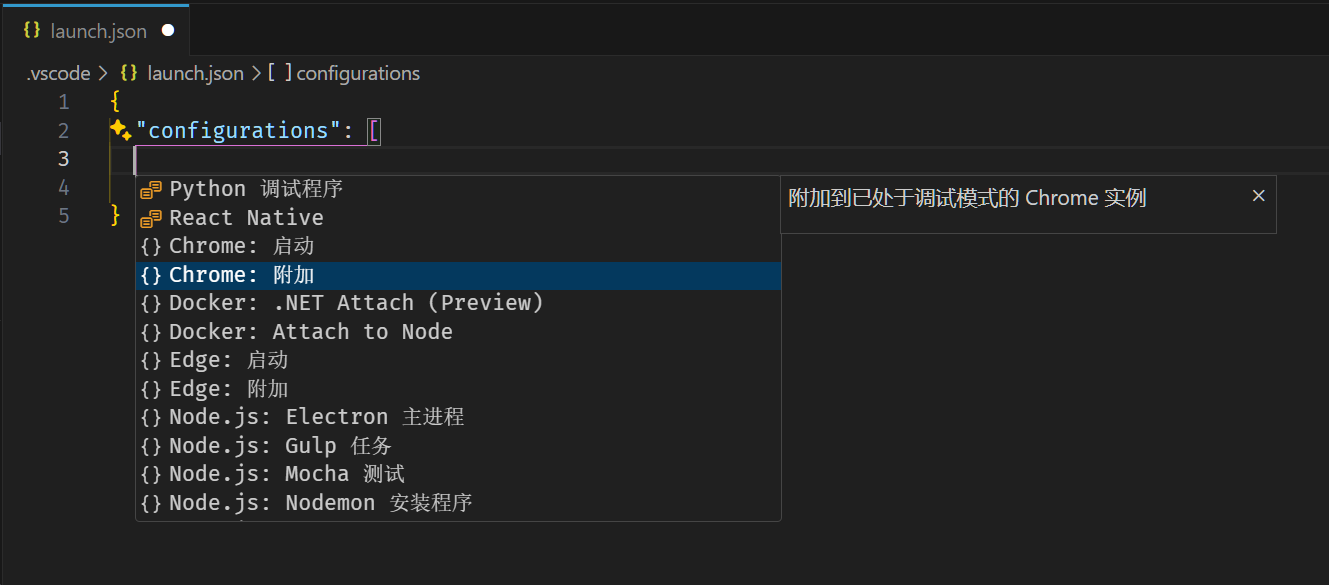 {} launch.json
.vscode > {} launch.json > [ ] configurations
1 {
2 "configurations": [
3
4
5 }
Python 调试程序
React Native
{} Chrome: 启动
{} Chrome: 附加
{} Docker: .NET Attach (Preview)
{} Docker: Attach to Node
{} Edge: 启动
{} Edge: 附加
{} Node.js: Electron 主进程
{} Node.js: Gulp 任务
{} Node.js: Mocha 测试
{} Node.js: Nodemon 安装程序
附加到已处于调试模式的 Chrome 实例